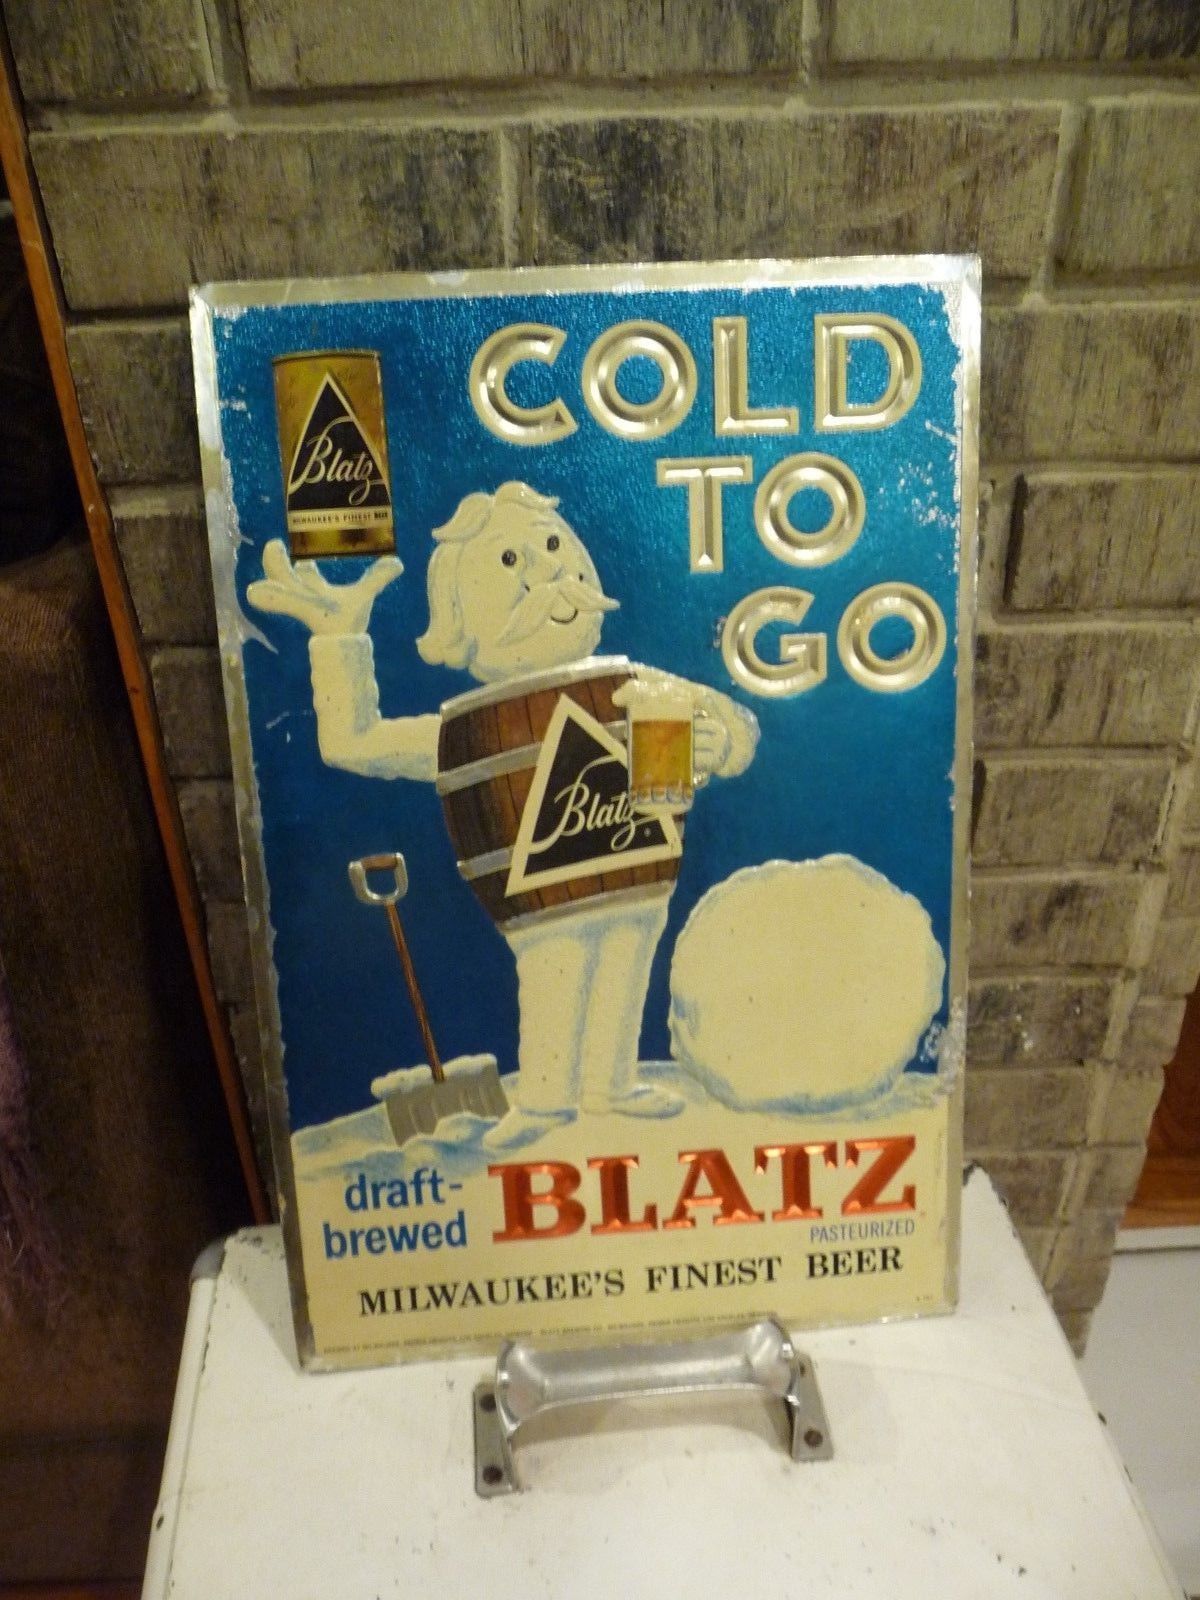 COLD
TO
GO
Blatz
MILWAUKEE'S FINEST BEER
Blatz
draft-
brewed
BLATZ
PASTEURIZED
MILWAUKEE'S FINEST BEER